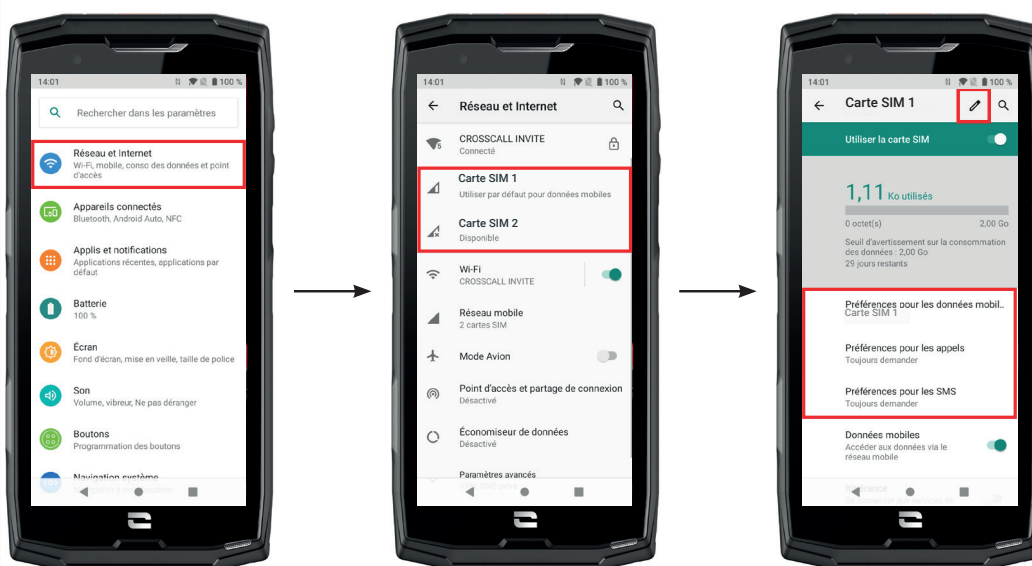 14:01
100 %
Rechercher dans les paramètres
Réseau et Internet
Wi-Fi, mobile, conso des données et point
d'accès
Appareils connectés
Bluetooth, Android Auto, NFC
Applis et notifications
Applications récentes, applications par
défaut
Batterie
100 %
Écran
Fond d'écran, mise en veille, taille de police
Son
Volume, vibreur, Ne pas déranger
Boutons
Programmation des boutons
Navigation système
14:01
100 %
Réseau et Internet
CROSSCALL INVITE
Connecté
Carte SIM 1
Utiliser par défaut pour données mobiles
Carte SIM 2
Disponible
Wi-Fi
CROSSCALL INVITE
Réseau mobile
2 cartes SIM
Mode Avion
Point d'accès et partage de connexion
Désactivé
Économiseur de données
Désactivé
Paramètres avancés
14:01
100 %
Carte SIM 1
Utiliser la carte SIM
1,11 Ko utilisés
0 octet(s) 2,00 Go
Seuil d'avertissement sur la consommation
des données : 2,00 Go
29 jours restants
Préférences pour les données mobil..
Carte SIM 1
Préférences pour les appels
Toujours demander
Préférences pour les SMS
Toujours demander
Données mobiles
Accéder aux données via le
réseau mobile